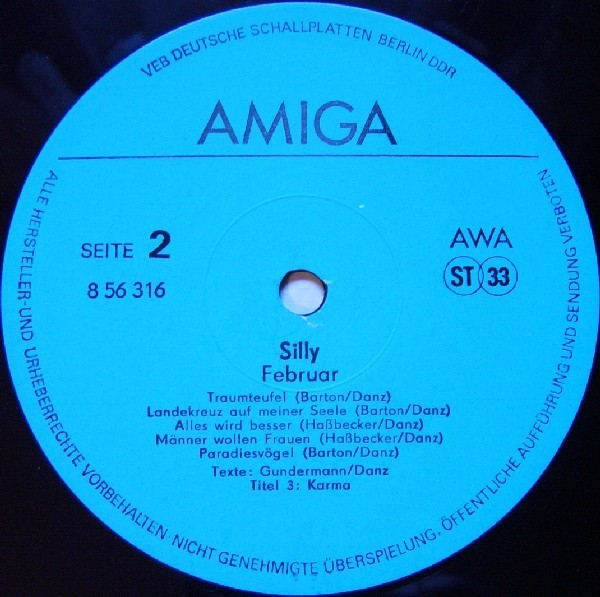 VEB DEUTSCHE SCHALLPLATTEN BERLIN DDR
AMIGA
SEITE 2
8 56 316
AWA
ST 33
Silly
Februar
Traumteufel (Barton/Danz)
Landekreuz auf meiner Seele (Barton/Danz)
Alles wird besser (Haßbecker/Danz)
Männer wollen Frauen (Haßbecker/Danz)
Paradiesvögel (Barton/Danz)
Texte: Gundermann/Danz
Titel 3: Karma
ALLE HERSTELLER-UND URHEBERRECHTE VORBEHALTEN NICHT GENEHMIGTE ÜBERSPIELUNG, ÖFFENTLICHE AUFFÜHRUNG UND SENDUNG VERBOTEN